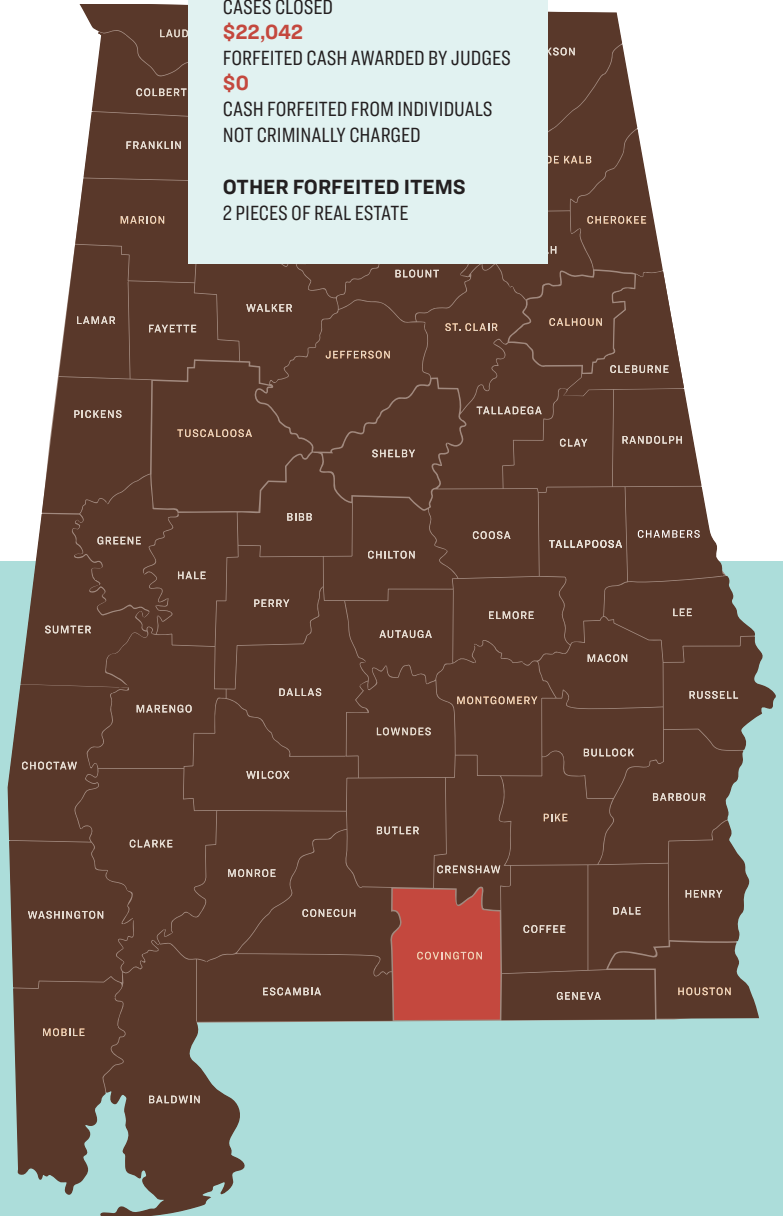 CASES CLOSED
$22,042
FORFEITED CASH AWARDED BY JUDGES
$0
CASH FORFEITED FROM INDIVIDUALS
NOT CRIMINALLY CHARGED
OTHER FORFEITED ITEMS
2 PIECES OF REAL ESTATE
LAUD
KSON
COLBERT
FRANKLIN
DE KALB
MARION
CHEROKEE
H
BLOUNT
WALKER
LAMAR
FAYETTE
ST. CLAIR
CALHOUN
JEFFERSON
CLEBURNE
PICKENS
TALLADEGA
TUSCALOOSA
CLAY
RANDOLPH
SHELBY
BIBB
GREENE
COOSA
TALLAPOOSA
CHAMBERS
CHILTON
HALE
PERRY
ELMORE
LEE
SUMTER
AUTAUGA
MACON
DALLAS
MONTGOMERY
RUSSELL
MARENGO
LOWNDES
BULLOCK
CHOCTAW
WILCOX
BARBOUR
PIKE
BUTLER
CLARKE
MONROE
CRENSHAW
HENRY
WASHINGTON
CONECUH
DALE
COFFEE
COVINGTON
ESCAMBIA
GENEVA
HOUSTON
MOBILE
BALDWIN